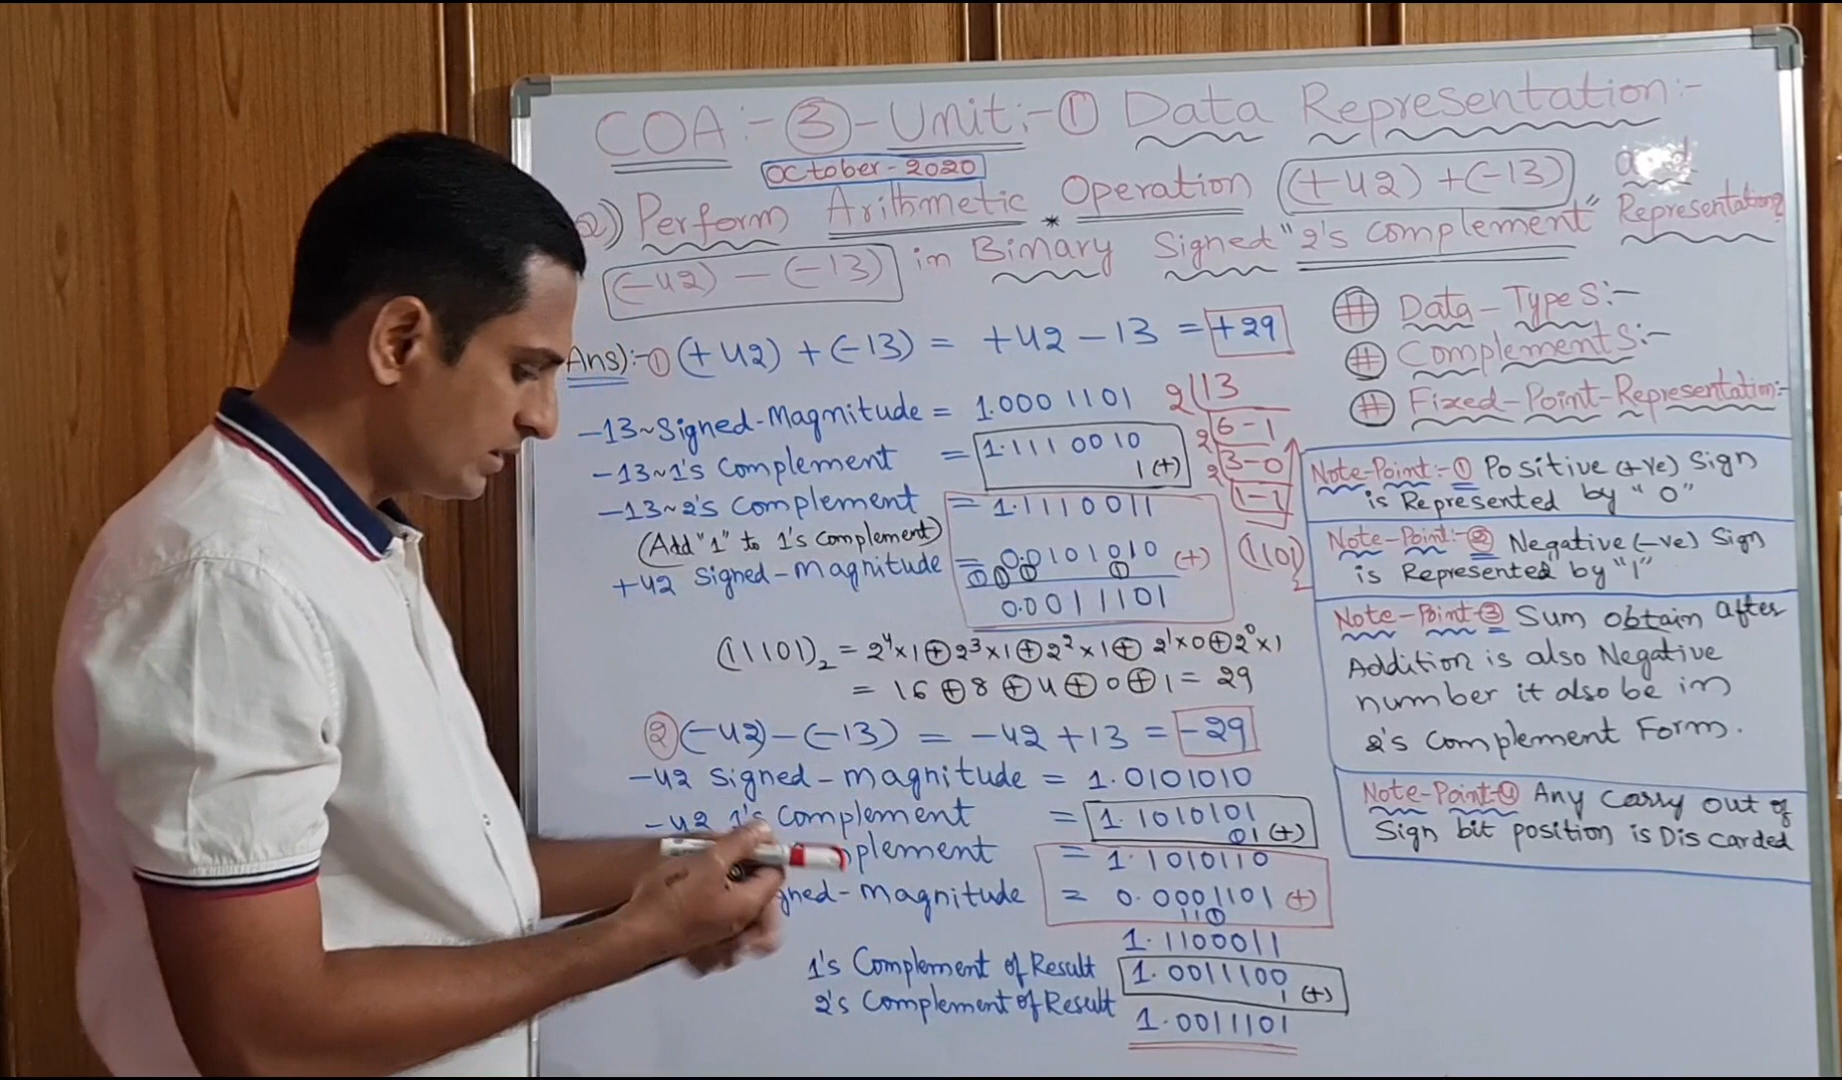 COA:- ③-Unit:-① Data Representation:-
October-2020
Q)) Perform Arithmetic Operation (+42) +(-13) and
(-42) - (-13) in Binary Signed "2's complement" Representation?
Ans):-① (+42) + (-13) = +42 - 13 = +29
-13~Signed-Magnitude = 1.0001101
-13~1's complement = 1.1110010
1 (+)
-13~2's complement = 1.1110011
(Add "1" to 1's complement)
+42 Signed-Magnitude = 0.0101010 (+)
0.0011101
2 13
2 6-1
2 3-0
1-1
(1101)2
(11101)2 = 2⁴×1⊕2³×1⊕2²×1⊕2¹×0⊕2⁰×1
= 16 ⊕ 8 ⊕ 4 ⊕ 0 ⊕ 1 = 29
② (-42) - (-13) = -42 + 13 = -29
-42 Signed-magnitude = 1.0101010
-42 1's complement = 1.1010101
01 (+)
plement = 1.1010110
gned-Magnitude = 0.0001101 (+)
11①
1.1100011
1's Complement of Result 1.0011100
1 (+)
2's Complement of Result 1.0011101
# Data-Types:-
# Complements:-
# Fixed-Point-Representation:-
Note-Point:-① Positive (+ve) Sign
is Represented by "0"
Note-Point:-② Negative (-ve) Sign
is Represented by "1"
Note-Point-③ Sum obtain after
Addition is also Negative
number it also be in
2's Complement Form.
Note-Point-④ Any carry out of
Sign bit position is Discarded